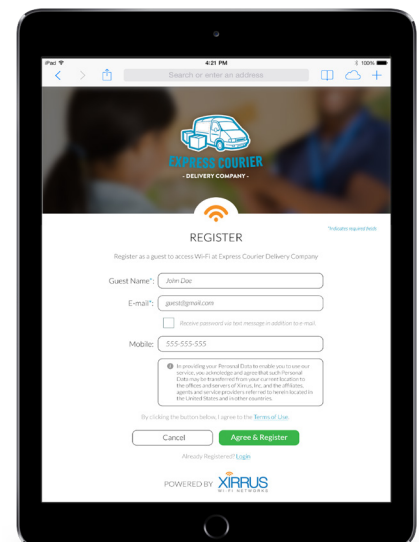 iPad
4:21 PM
100%
Search or enter an address
EXPRESS COURIER
- DELIVERY COMPANY -
*Indicates required fields
REGISTER
Register as a guest to access Wi-Fi at Express Courier Delivery Company
Guest Name*: John Doe
E-mail*: guest@gmail.com
Receive password via text message in addition to e-mail
Mobile: 555-555-555
In providing your Personal Data to enable you to use our
service, you acknowledge and agree that such Personal
Data may be transferred from your current location to
the offices and servers of Xirrus, Inc. and the affiliates,
agents and service providers referred to herein located in
the United States and in other countries.
By clicking the button below, I agree to the Terms of Use.
Cancel Agree & Register
Already Registered? Login
POWERED BY XIRRUS
WI-FI NETWORKS